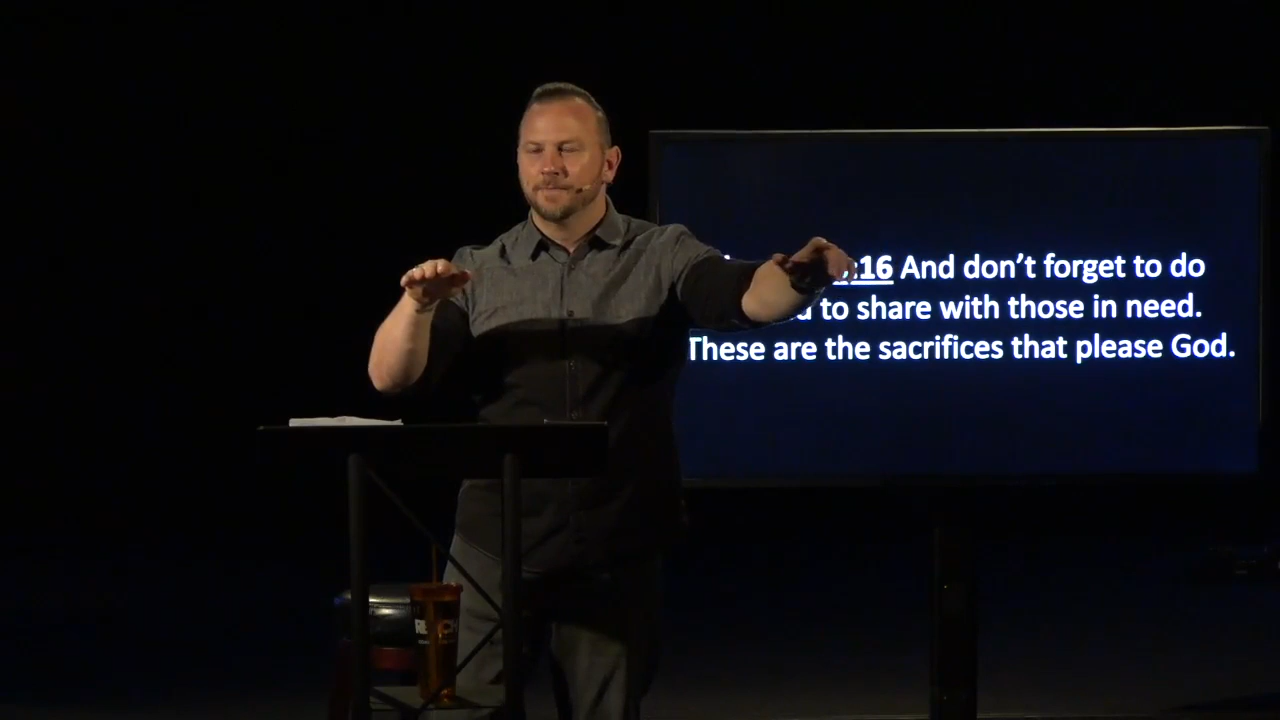 :16 And don’t forget to do
to share with those in need.
These are the sacrifices that please God.